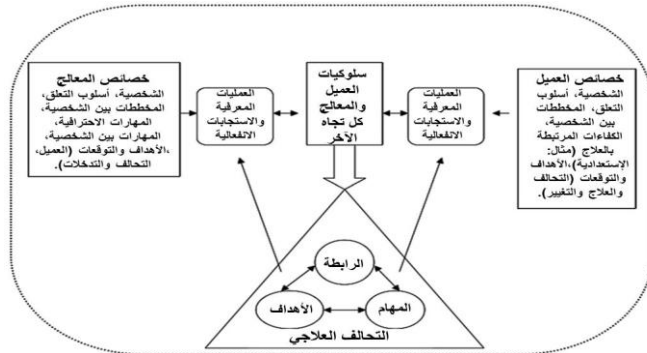 خصائص العميل
الشخصية، أسلوب
التعلق، المخططات
بين الشخصية،
الكفاءات المرتبطة
بالعلاج (مثال:
الإستعدادية)،الأهداف
والتوقعات (التحالف
والعلاج والتغيير).
العمليات
المعرفية
والاستجابات
الانفعالية
سلوكيات
العميل
والمعالج
كل تجاه
الآخر
العمليات
المعرفية
والاستجابات
الانفعالية
خصائص المعالج
الشخصية، أسلوب التعلق،
المخططات بين الشخصية،
المهارات الاحترافية،
المهارات بين الشخصية،
،الأهداف والتوقعات (العميل،
التحالف والتدخلات).
الرابطة
المهام
الأهداف
التحالف العلاجي